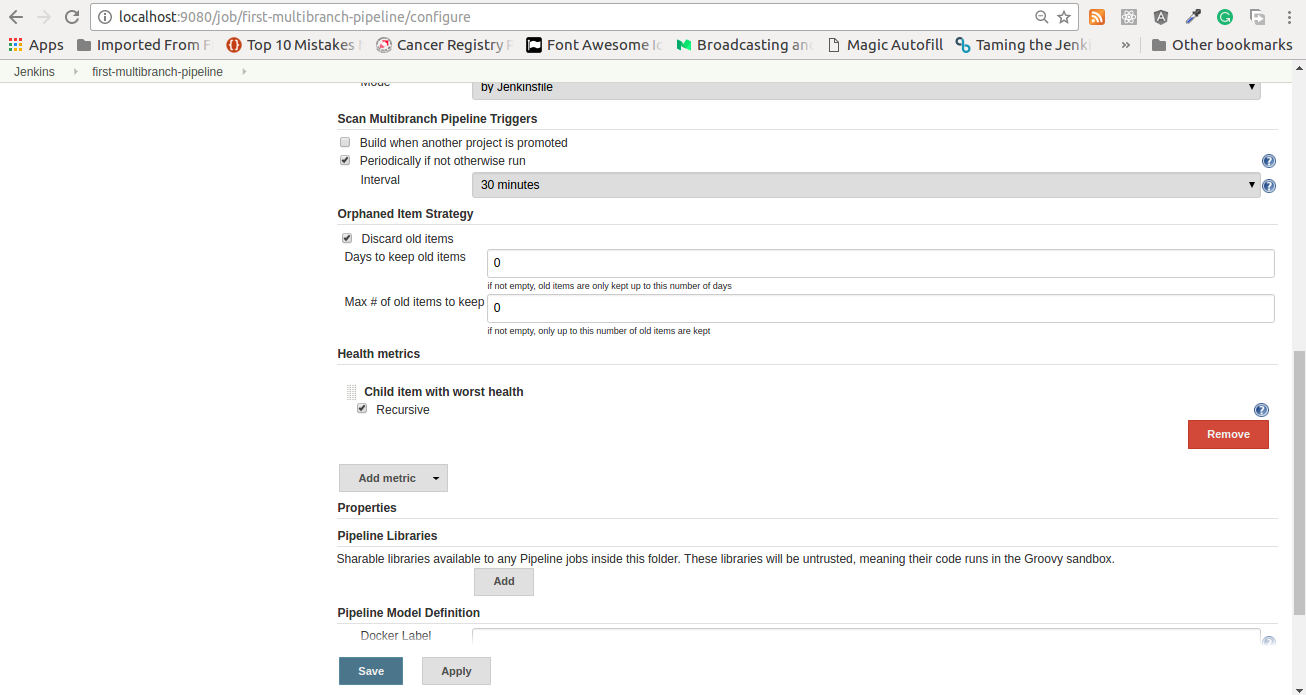 localhost:9080/job/first-multibranch-pipeline/configure
Apps Imported From F Top 10 Mistakes Cancer Registry Font Awesome Ic Broadcasting an Magic Autofill Taming the Jenk » Other bookmarks
Jenkins first-multibranch-pipeline
Mode by Jenkinsfile
Scan Multibranch Pipeline Triggers
Build when another project is promoted
Periodically if not otherwise run
Interval 30 minutes
Orphaned Item Strategy
Discard old items
Days to keep old items 0
if not empty, old items are only kept up to this number of days
Max # of old items to keep 0
if not empty, only up to this number of old items are kept
Health metrics
Child item with worst health
Recursive
Remove
Add metric
Properties
Pipeline Libraries
Sharable libraries available to any Pipeline jobs inside this folder. These libraries will be untrusted, meaning their code runs in the Groovy sandbox.
Add
Pipeline Model Definition
Docker Label
Save Apply